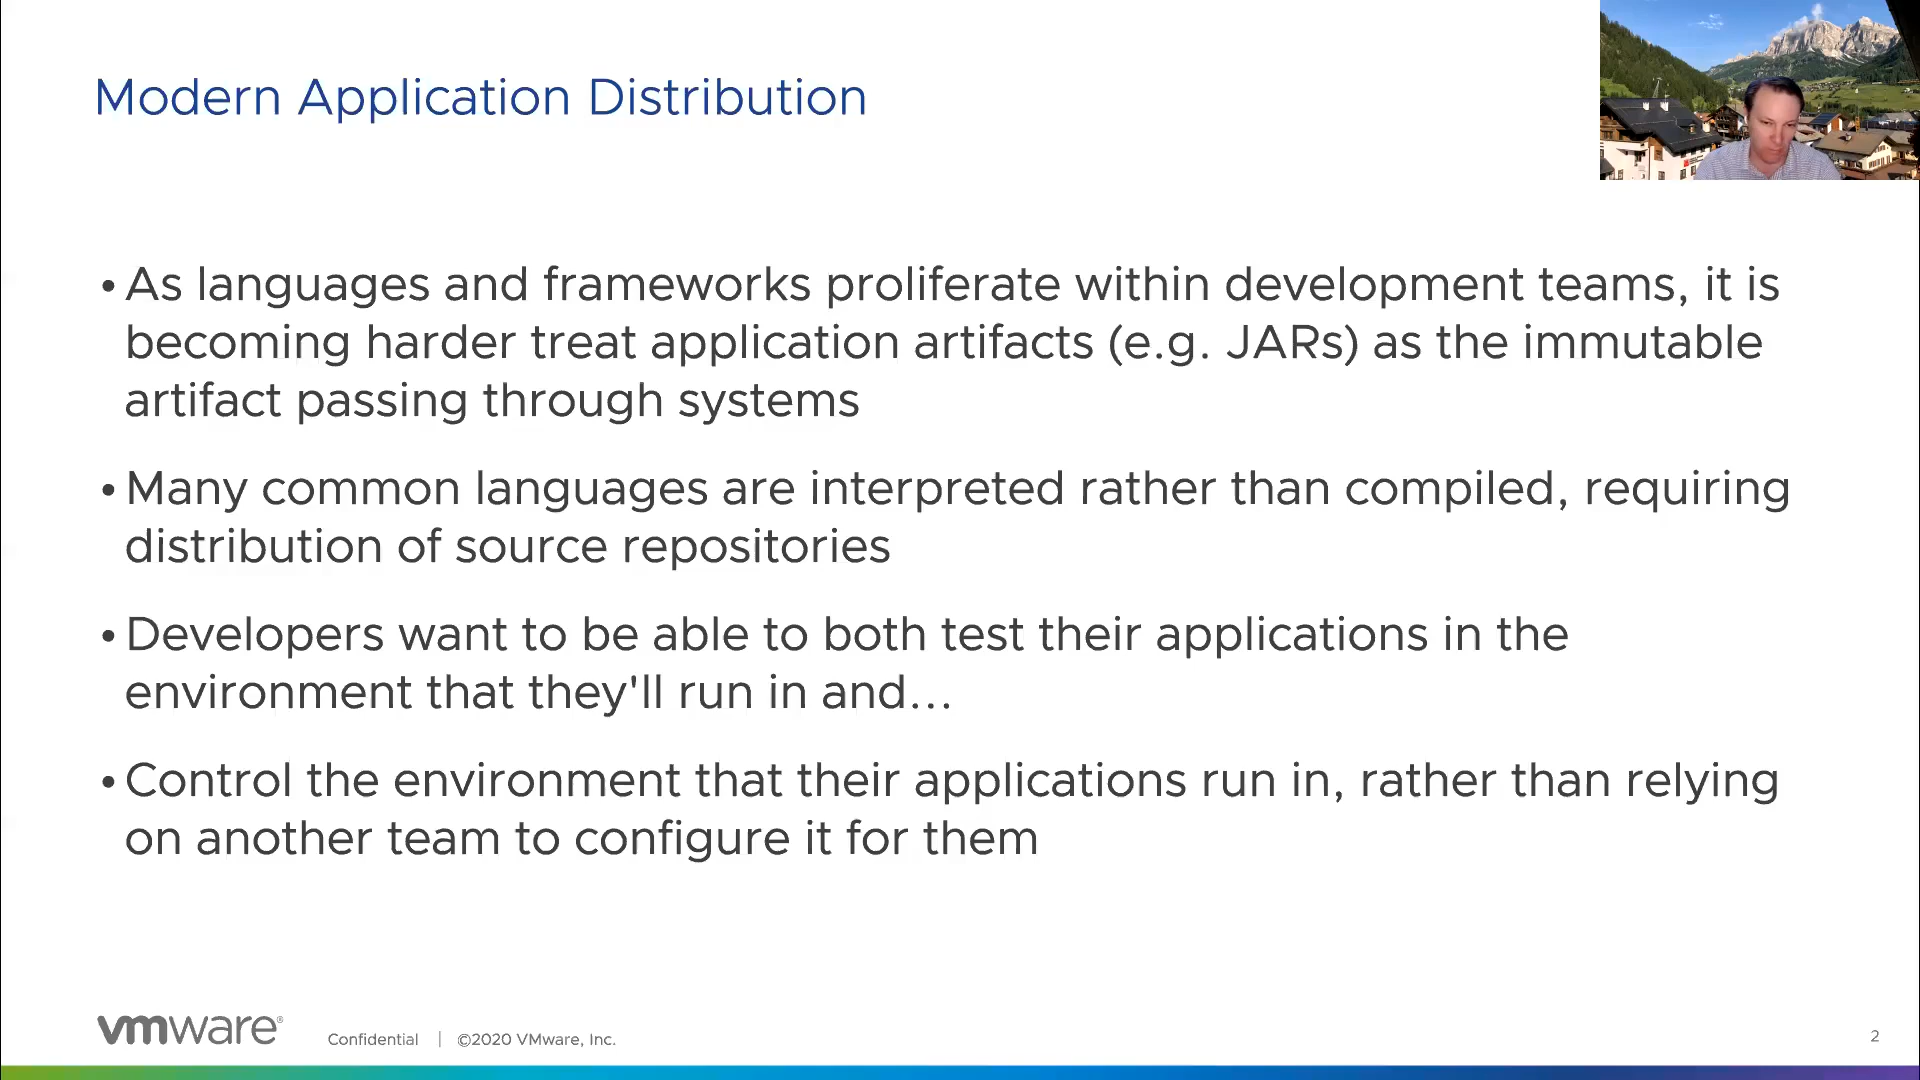 Modern Application Distribution
• As languages and frameworks proliferate within development teams, it is
becoming harder treat application artifacts (e.g. JARs) as the immutable
artifact passing through systems
• Many common languages are interpreted rather than compiled, requiring
distribution of source repositories
• Developers want to be able to both test their applications in the
environment that they'll run in and...
• Control the environment that their applications run in, rather than relying
on another team to configure it for them
vmware® Confidential | ©2020 VMware, Inc. 2